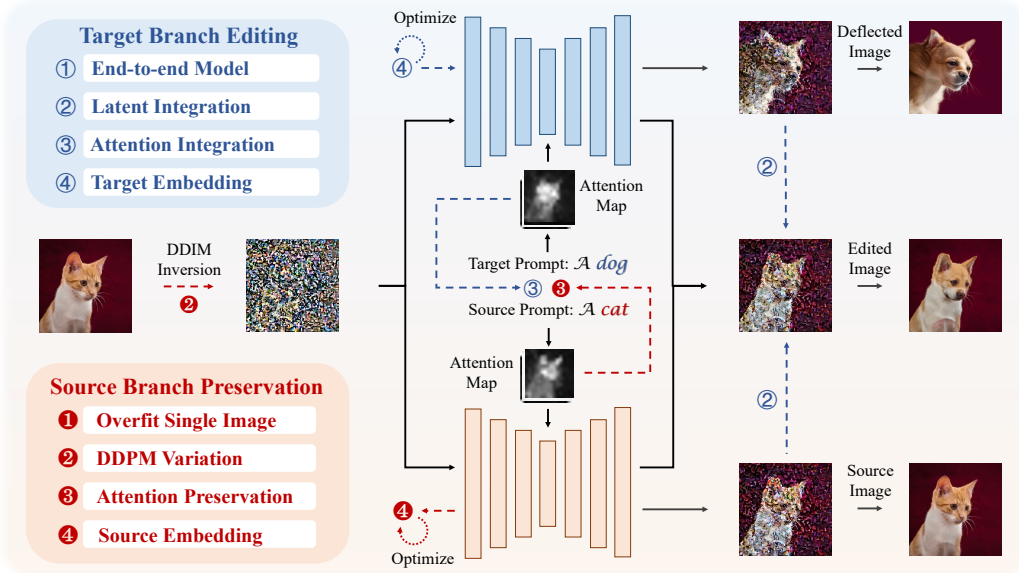 Target Branch Editing
① End-to-end Model
② Latent Integration
③ Attention Integration
④ Target Embedding
Optimize
④
Deflected
Image
②
Attention
Map
DDIM
Inversion
❷
Target Prompt: A dog
③ ❸
Source Prompt: A cat
Edited
Image
Attention
Map
Source Branch Preservation
❶ Overfit Single Image
❷ DDPM Variation
❸ Attention Preservation
❹ Source Embedding
②
❹
Optimize
Source
Image